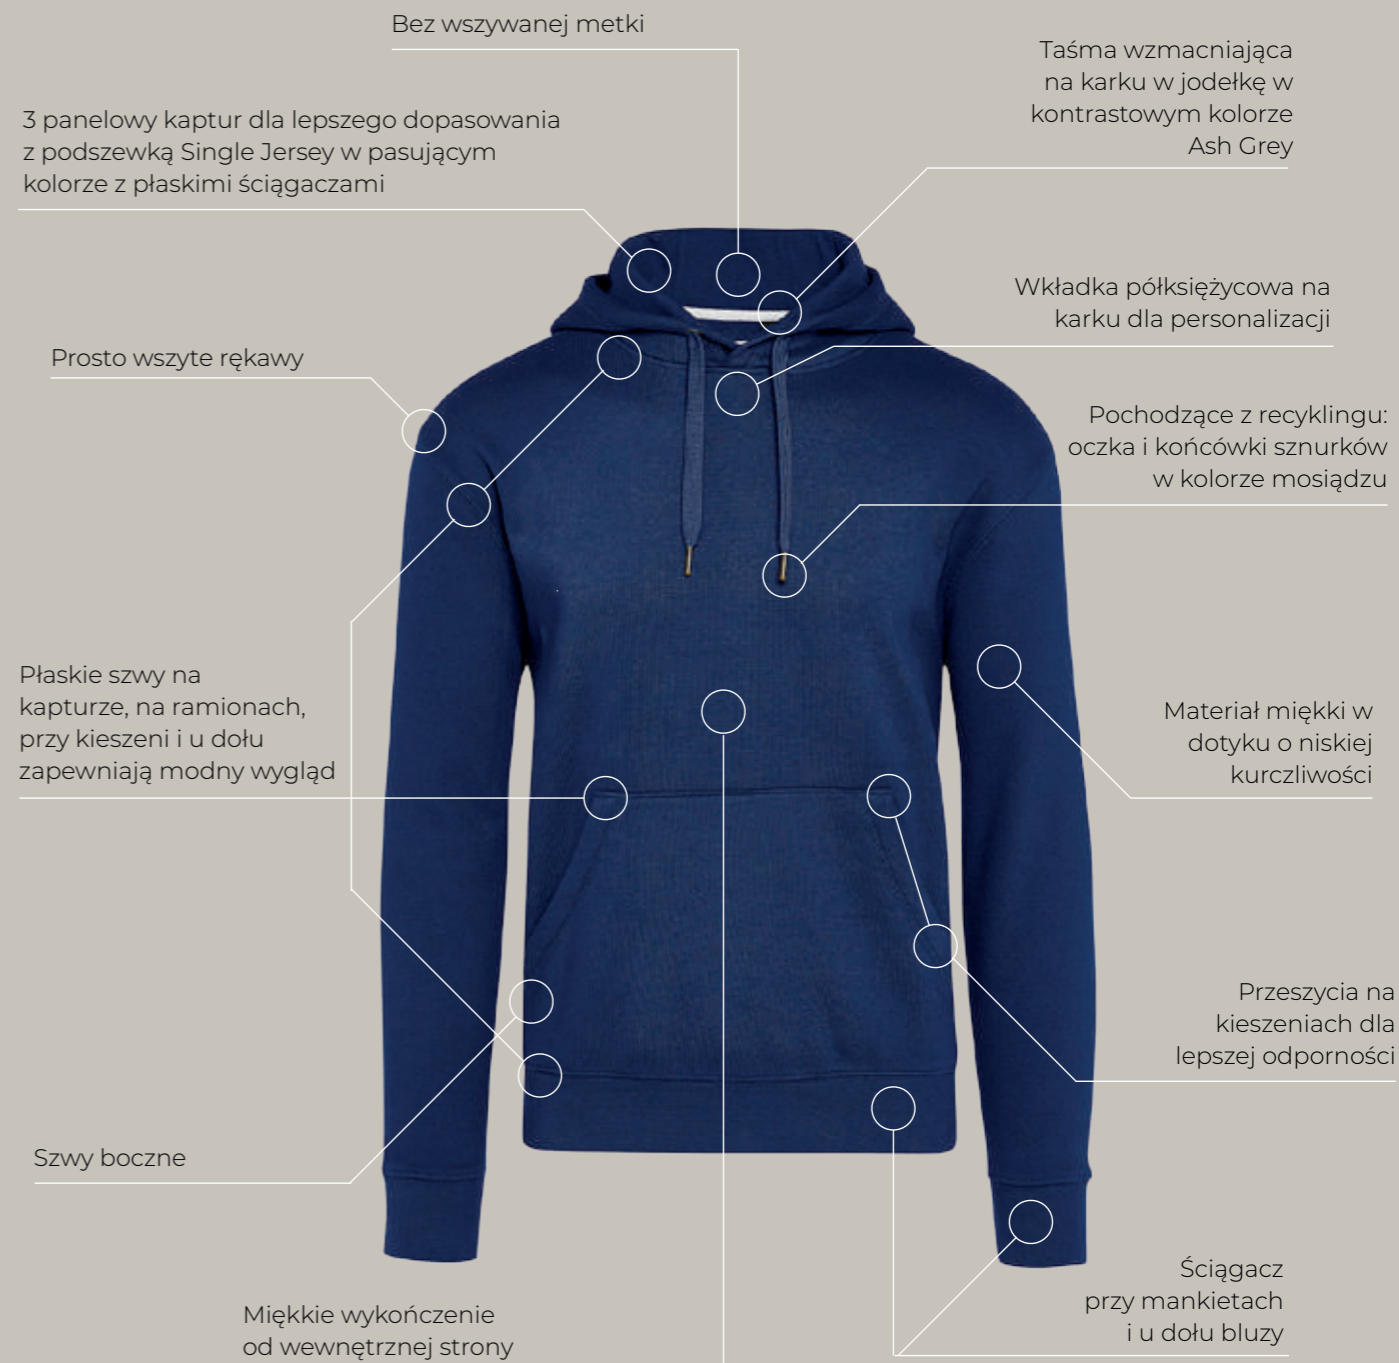 Bez wszywanej metki
Taśma wzmacniająca
na karku w jodełkę w
kontrastowym kolorze
Ash Grey
3 panelowy kaptur dla lepszego dopasowania
z podszewką Single Jersey w pasującym
kolorze z płaskimi ściągaczami
Wkładka półksiężycowa na
karku dla personalizacji
Prosto wszyte rękawy
Pochodzące z recyklingu:
oczka i końcówki sznurków
w kolorze mosiądzu
Płaskie szwy na
kapturze, na ramionach,
przy kieszeni i u dołu
zapewniają modny wygląd
Materiał miękki w
dotyku o niskiej
kurczliwości
Przeszycia na
kieszeniach dla
lepszej odporności
Szwy boczne
Ściągacz
przy mankietach
i u dołu bluzy
Miękkie wykończenie
od wewnętrznej strony